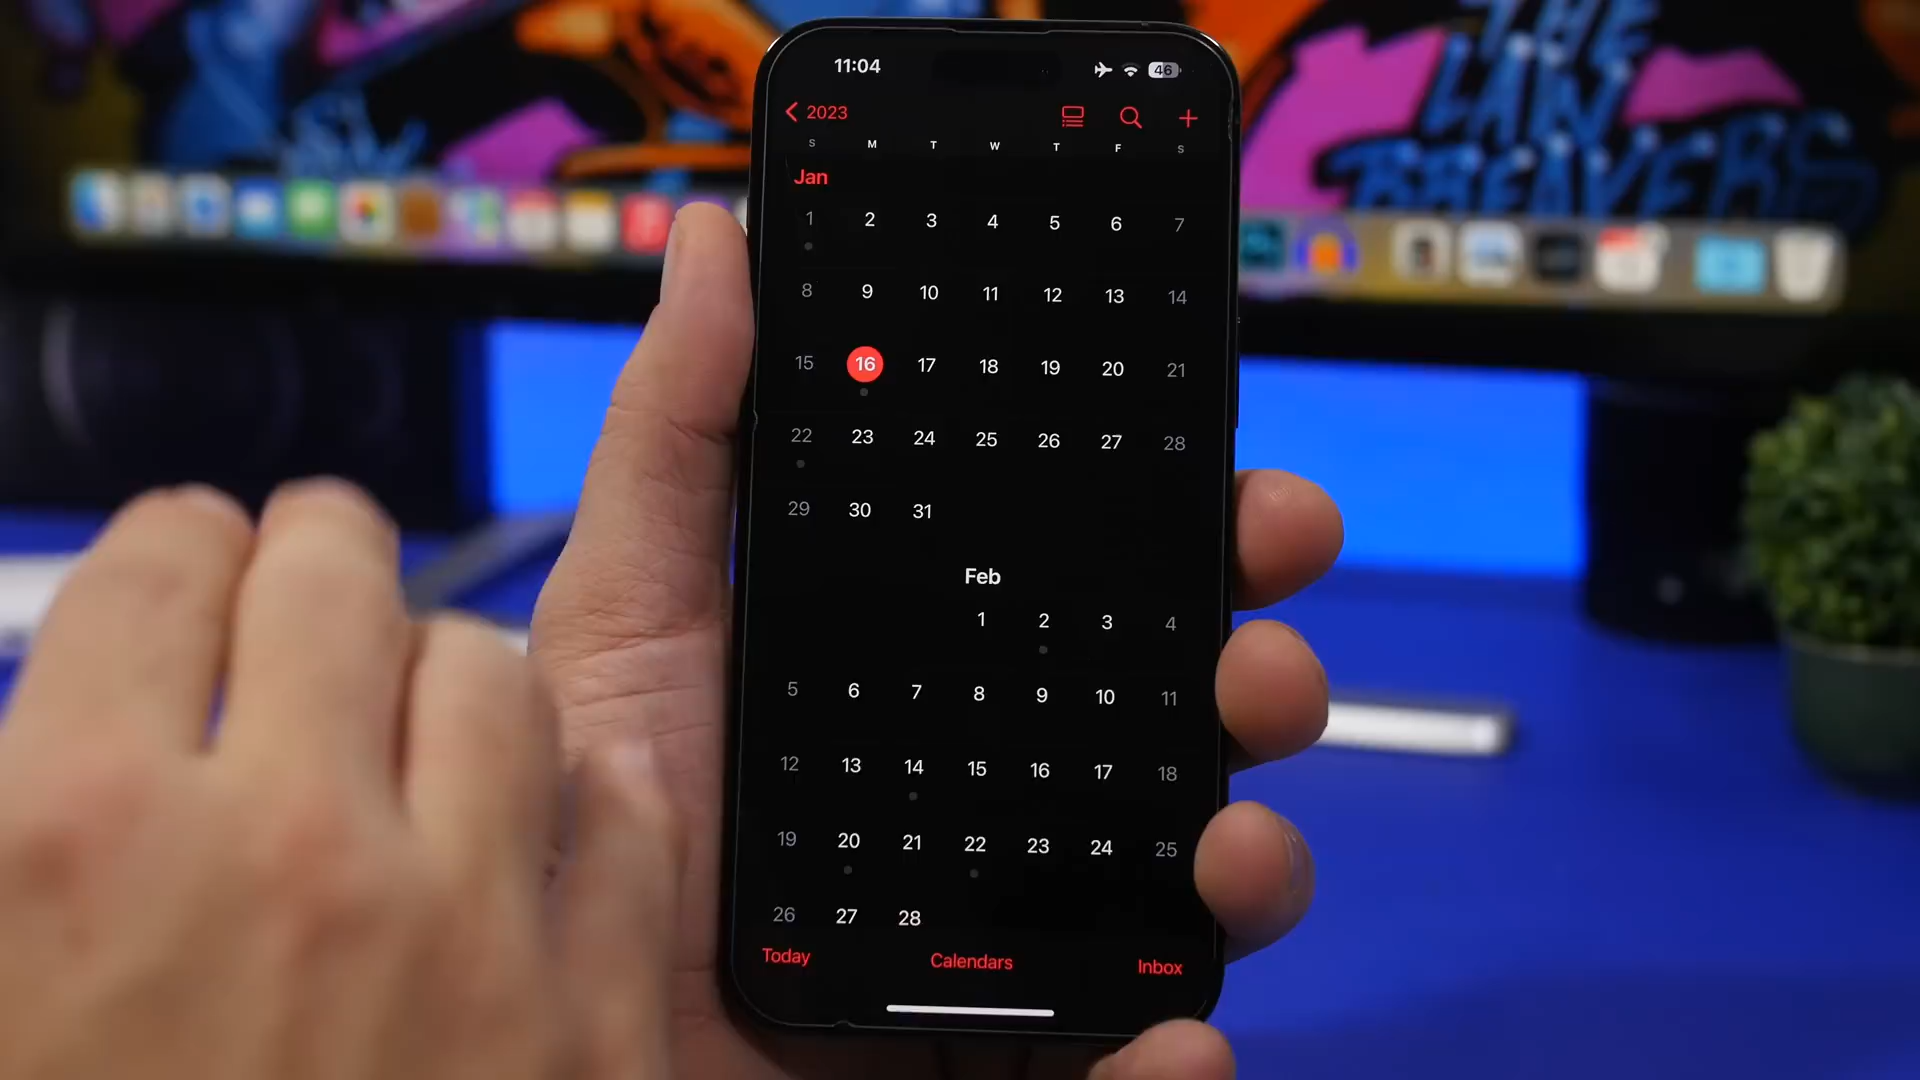 THE
LAW
BREAKERS
11:04
46
2023
S M T W T F S
Jan
1 2 3 4 5 6 7
8 9 10 11 12 13 14
15 16 17 18 19 20 21
22 23 24 25 26 27 28
29 30 31
Feb
1 2 3 4
5 6 7 8 9 10 11
12 13 14 15 16 17 18
19 20 21 22 23 24 25
26 27 28
Today Calendars Inbox